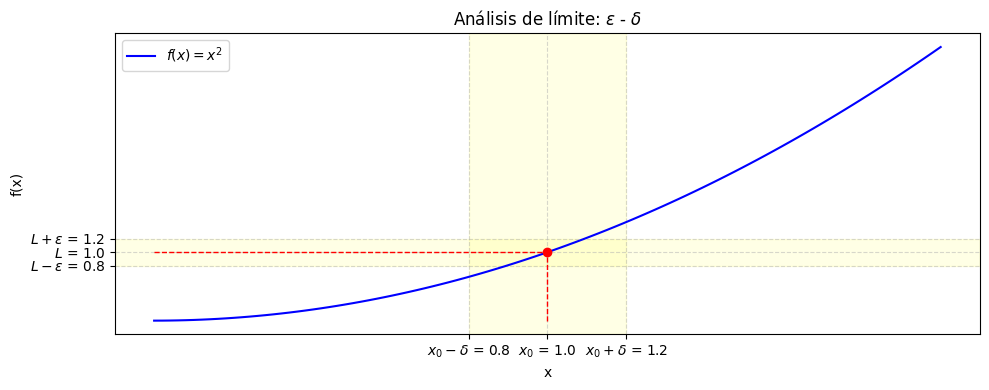 Análisis de límite: ε - δ
f(x) = x²
f(x)
L + ε = 1.2
L = 1.0
L − ε = 0.8
x₀ − δ = 0.8
x₀ = 1.0
x₀ + δ = 1.2
x